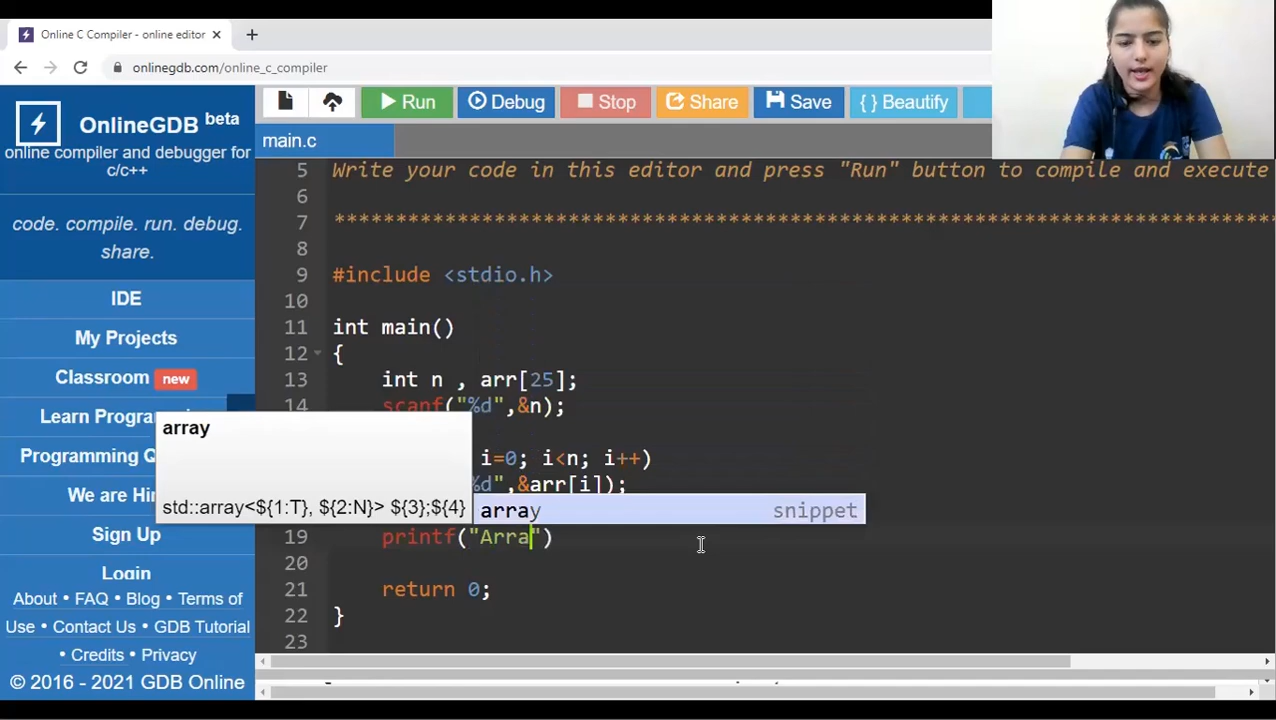 Online C Compiler - online editor
onlinegdb.com/online_c_compiler
OnlineGDB beta
online compiler and debugger for
c/c++
code. compile. run. debug.
share.
IDE
My Projects
Classroom new
Learn Program
Programming Q
We are Hi
Sign Up
Login
About • FAQ • Blog • Terms of
Use • Contact Us • GDB Tutorial
• Credits • Privacy
© 2016 - 2021 GDB Online
Run Debug Stop Share Save { } Beautify
main.c
5 Write your code in this editor and press "Run" button to compile and execute
6
7 *******************************************************************************
8
9 #include <stdio.h>
10
11 int main()
12 {
13 int n , arr[25];
14 scanf("%d",&n);
i=0; i<n; i++)
%d",&arr[i]);
array
std::array<${1:T}, ${2:N}> ${3};${4}
array snippet
19 printf("Arra")
20
21 return 0;
22 }
23